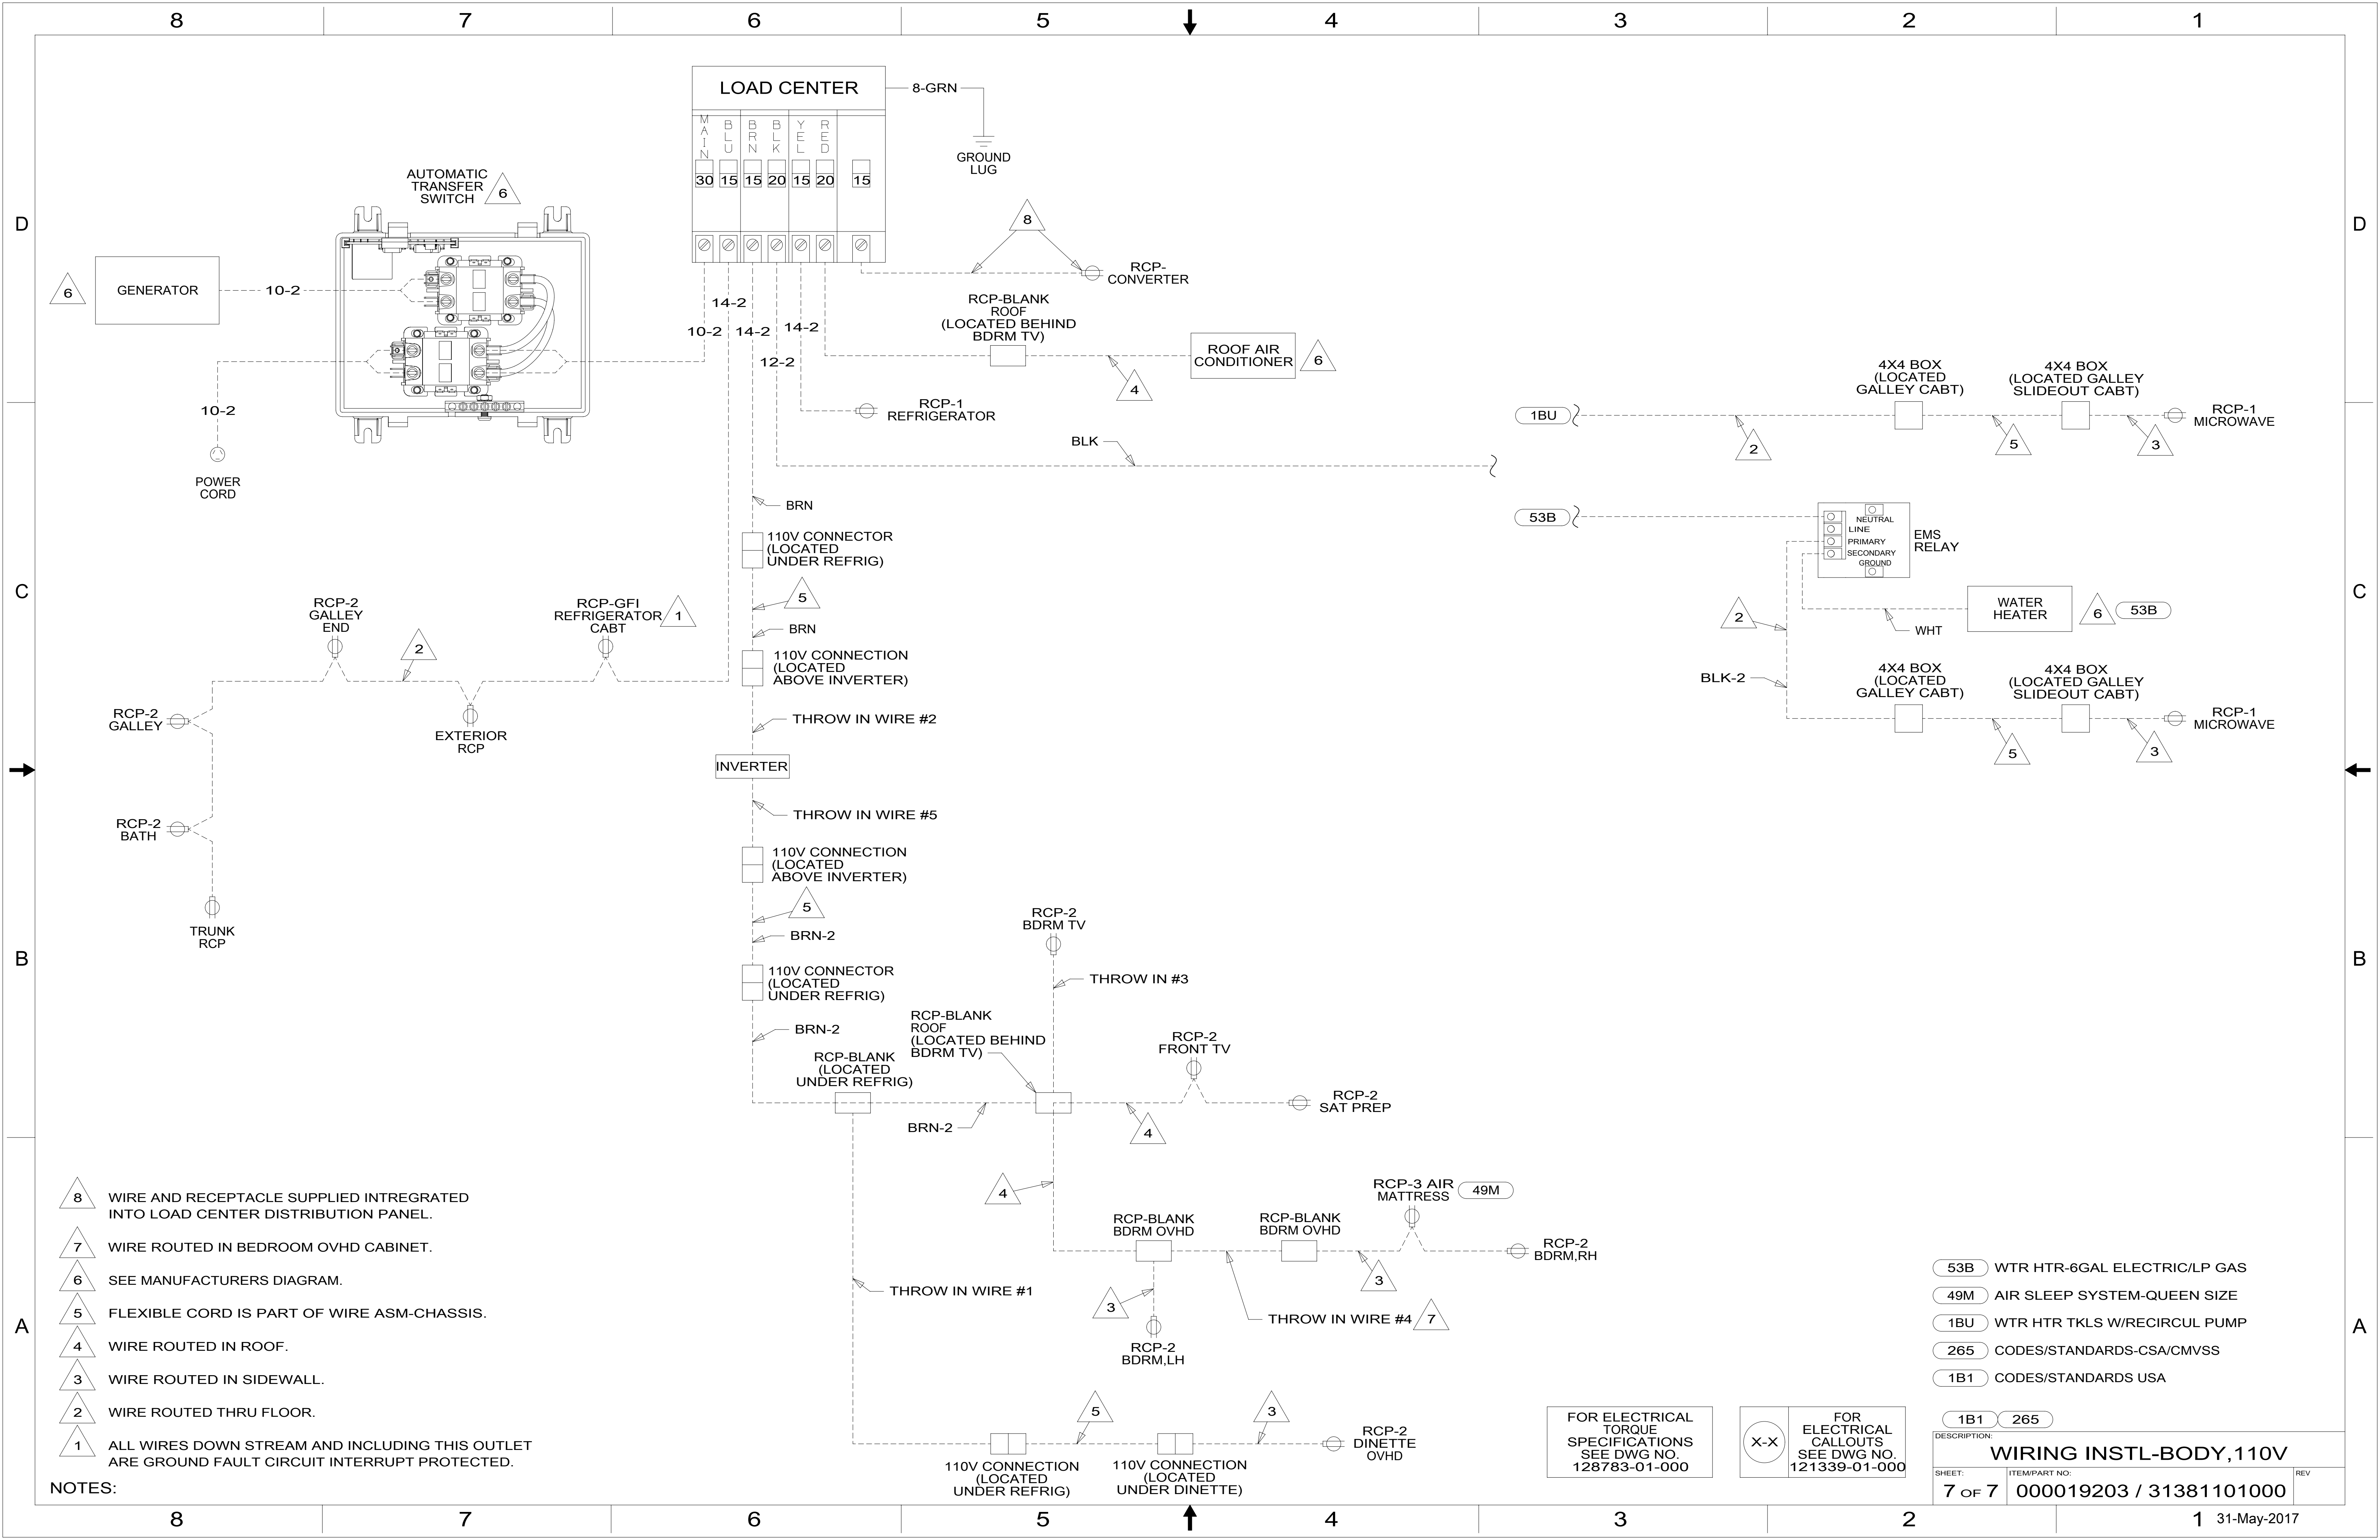 8 7 6 5 4 3 2 1
LOAD CENTER
8-GRN
GROUND
LUG
MAIN BLU BRN BLK YEL RED
30 15 15 20 15 20 15
AUTOMATIC
TRANSFER
SWITCH
6
D
D
8
6
GENERATOR
10-2
RCP-
CONVERTER
14-2
10-2
14-2
14-2
12-2
RCP-BLANK
ROOF
(LOCATED BEHIND
BDRM TV)
ROOF AIR
CONDITIONER
6
4
10-2
POWER
CORD
RCP-1
REFRIGERATOR
BLK
1BU
2
4X4 BOX
(LOCATED
GALLEY CABT)
5
4X4 BOX
(LOCATED GALLEY
SLIDEOUT CABT)
3
RCP-1
MICROWAVE
53B
NEUTRAL
LINE
PRIMARY
SECONDARY
GROUND
EMS
RELAY
C
C
2
WATER
HEATER
6
53B
WHT
BLK-2
4X4 BOX
(LOCATED
GALLEY CABT)
5
4X4 BOX
(LOCATED GALLEY
SLIDEOUT CABT)
3
RCP-1
MICROWAVE
BRN
110V CONNECTOR
(LOCATED
UNDER REFRIG)
5
BRN
110V CONNECTION
(LOCATED
ABOVE INVERTER)
THROW IN WIRE #2
INVERTER
THROW IN WIRE #5
110V CONNECTION
(LOCATED
ABOVE INVERTER)
5
BRN-2
110V CONNECTOR
(LOCATED
UNDER REFRIG)
BRN-2
RCP-2
GALLEY
END
2
RCP-GFI
REFRIGERATOR
CABT
1
RCP-2
GALLEY
EXTERIOR
RCP
RCP-2
BATH
TRUNK
RCP
B
B
RCP-2
BDRM TV
THROW IN #3
RCP-BLANK
ROOF
(LOCATED BEHIND
BDRM TV)
RCP-BLANK
(LOCATED
UNDER REFRIG)
RCP-2
FRONT TV
RCP-2
SAT PREP
BRN-2
4
4
RCP-BLANK
BDRM OVHD
RCP-BLANK
BDRM OVHD
RCP-3 AIR
MATTRESS
49M
RCP-2
BDRM,RH
3
3
THROW IN WIRE #4
7
RCP-2
BDRM,LH
THROW IN WIRE #1
5
3
110V CONNECTION
(LOCATED
UNDER REFRIG)
110V CONNECTION
(LOCATED
UNDER DINETTE)
RCP-2
DINETTE
OVHD
A
A
8 WIRE AND RECEPTACLE SUPPLIED INTREGRATED
INTO LOAD CENTER DISTRIBUTION PANEL.
7 WIRE ROUTED IN BEDROOM OVHD CABINET.
6 SEE MANUFACTURERS DIAGRAM.
5 FLEXIBLE CORD IS PART OF WIRE ASM-CHASSIS.
4 WIRE ROUTED IN ROOF.
3 WIRE ROUTED IN SIDEWALL.
2 WIRE ROUTED THRU FLOOR.
1 ALL WIRES DOWN STREAM AND INCLUDING THIS OUTLET
ARE GROUND FAULT CIRCUIT INTERRUPT PROTECTED.
NOTES:
53B WTR HTR-6GAL ELECTRIC/LP GAS
49M AIR SLEEP SYSTEM-QUEEN SIZE
1BU WTR HTR TKLS W/RECIRCUL PUMP
265 CODES/STANDARDS-CSA/CMVSS
1B1 CODES/STANDARDS USA
FOR ELECTRICAL
TORQUE
SPECIFICATIONS
SEE DWG NO.
128783-01-000
X-X
FOR
ELECTRICAL
CALLOUTS
SEE DWG NO.
121339-01-000
1B1 265
DESCRIPTION:
WIRING INSTL-BODY,110V
SHEET: ITEM/PART NO: REV
7 OF 7 000019203 / 31381101000
8 7 6 5 4 3 2 1
31-May-2017